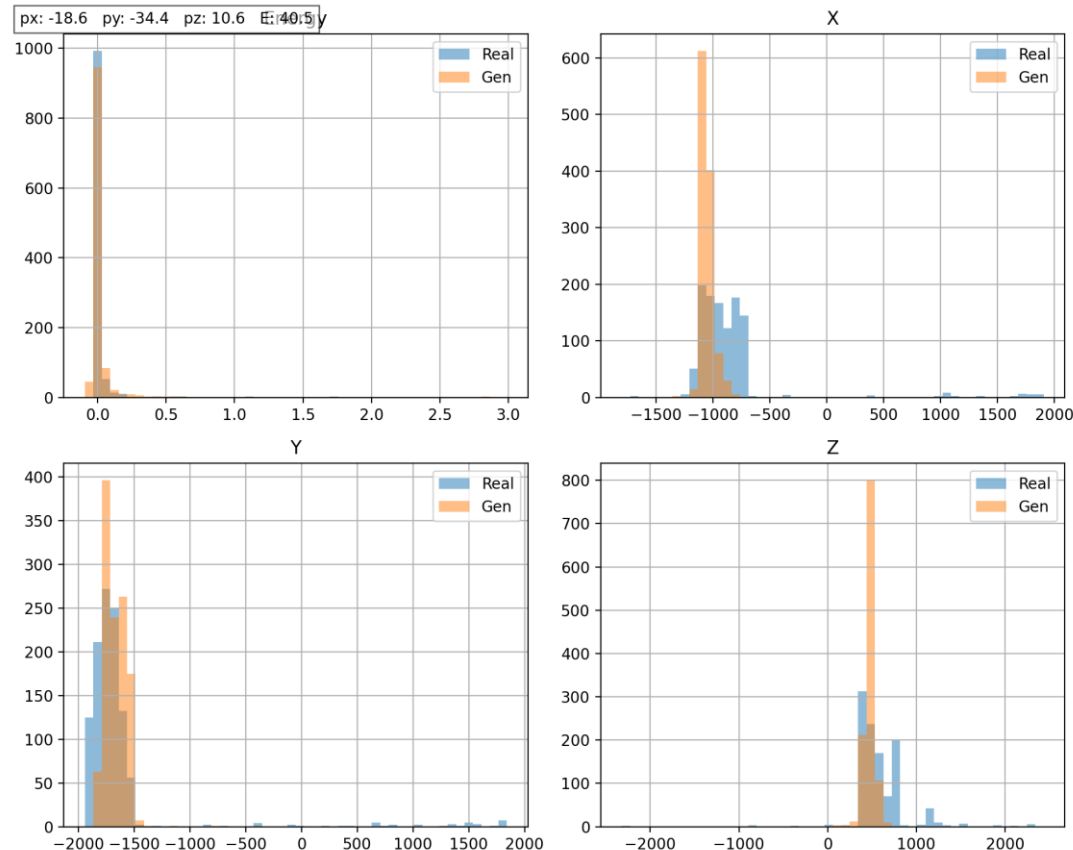 px: -18.6 py: -34.4 pz: 10.6 E: 40.5
Energy
Real
Gen
1000
800
600
400
200
0
0.0 0.5 1.0 1.5 2.0 2.5 3.0
X
Real
Gen
600
500
400
300
200
100
0
−1500 −1000 −500 0 500 1000 1500 2000
Y
Real
Gen
400
350
300
250
200
150
100
50
0
−2000 −1500 −1000 −500 0 500 1000 1500 2000
Z
Real
Gen
800
700
600
500
400
300
200
100
0
−2000 −1000 0 1000 2000